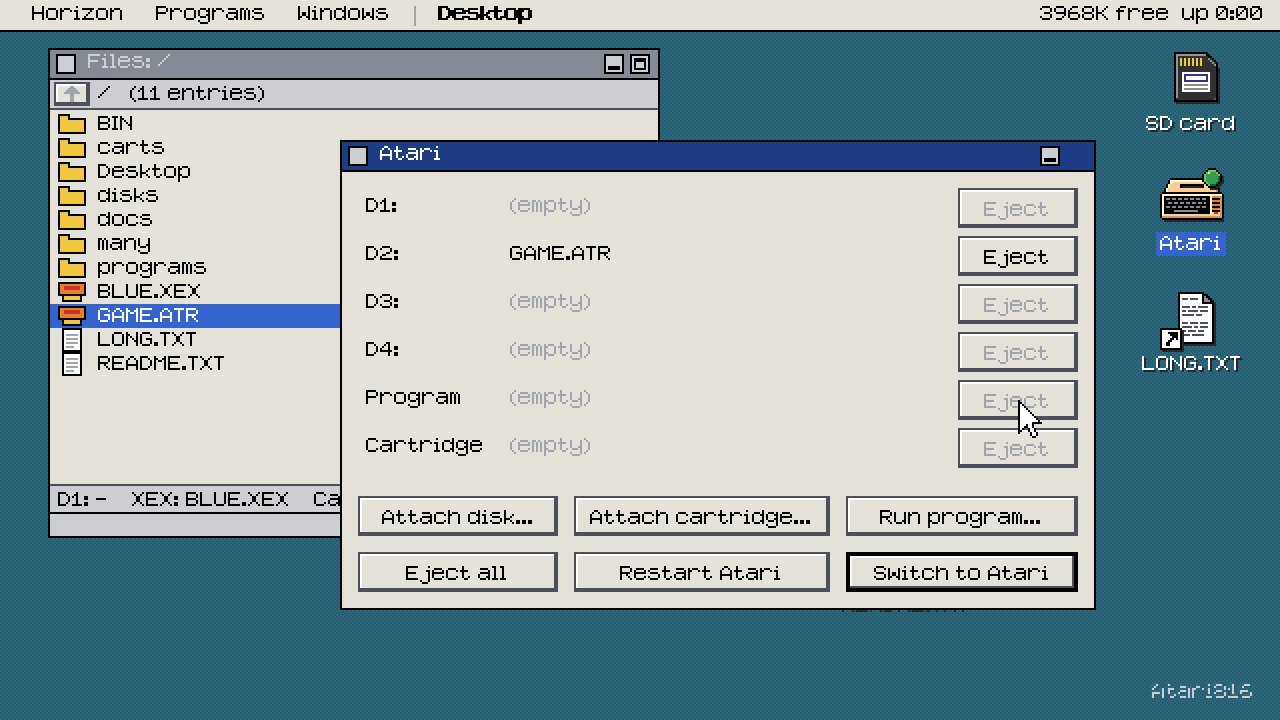 Horizon Programs Windows | Desktop 3968K free up 0:00
Files: /
/ (11 entries)
BIN
carts
Desktop
disks
docs
many
programs
BLUE.XEX
GAME.ATR
LONG.TXT
README.TXT
D1: - XEX: BLUE.XEX Ca
Atari
D1: (empty) Eject
D2: GAME.ATR Eject
D3: (empty) Eject
D4: (empty) Eject
Program (empty) Eject
Cartridge (empty) Eject
Attach disk... Attach cartridge... Run program...
Eject all Restart Atari Switch to Atari
SD card
Atari
LONG.TXT
Atari816